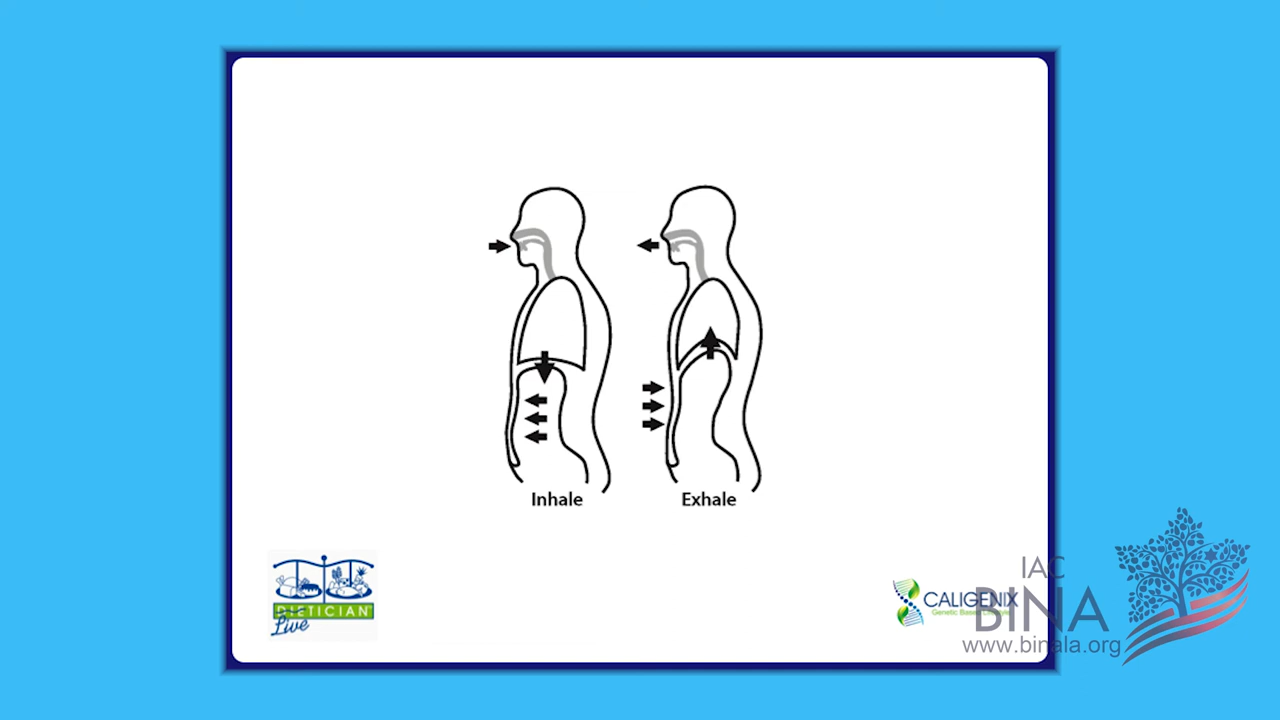 Inhale
Exhale
DIETICIAN
Live
CALIGENIX
IAC
BINA
www.binala.org